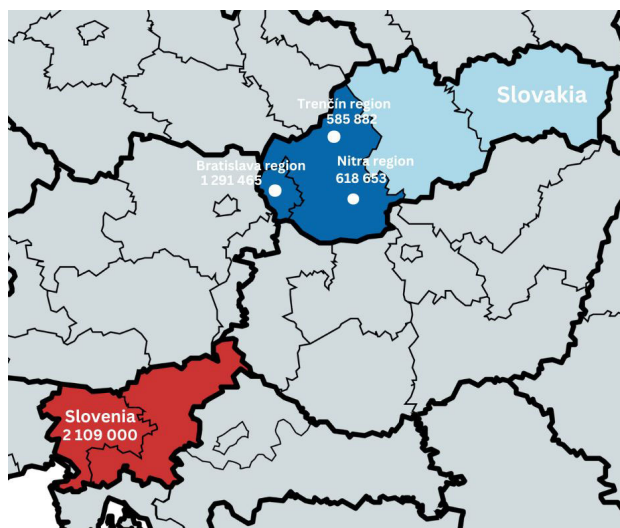 Slovakia
Trenčín region
585 882
Bratislava region
1 291 465
Nitra region
618 653
Slovenia
2 109 000